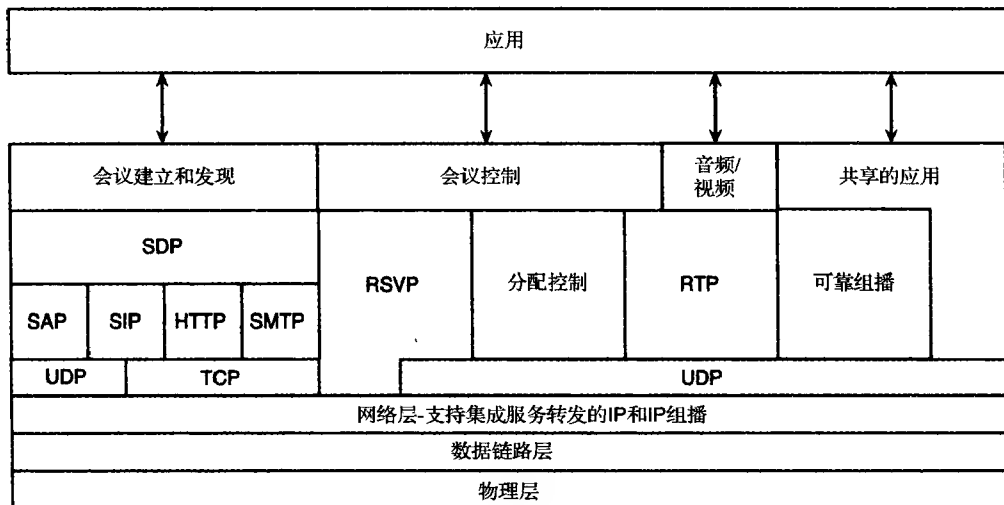 应用
会议建立和发现
会议控制
音频/
视频
共享的应用
SDP
RSVP
分配控制
RTP
可靠组播
SAP
SIP
HTTP
SMTP
UDP
TCP
UDP
网络层-支持集成服务转发的IP和IP组播
数据链路层
物理层